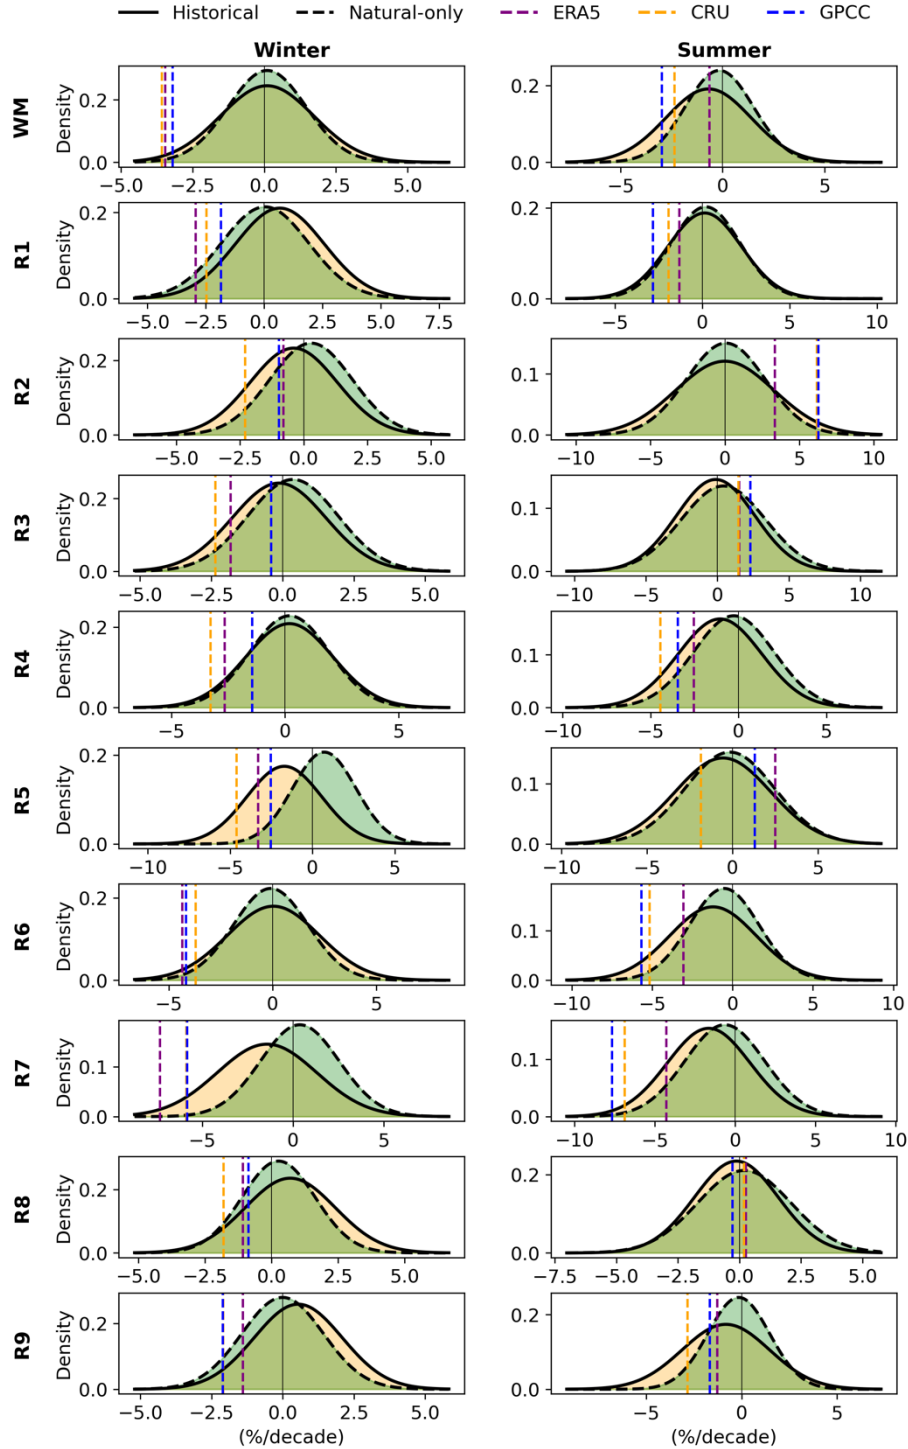 Historical Natural-only ERA5 CRU GPCC
Winter Summer
WM
Density
0.2
0.0
−5.0 −2.5 0.0 2.5 5.0
0.2
0.0
−5 0 5
R1
Density
0.2
0.0
−5.0 −2.5 0.0 2.5 5.0 7.5
0.2
0.0
−5 0 5 10
R2
Density
0.2
0.0
−5.0 −2.5 0.0 2.5 5.0
0.1
0.0
−10 −5 0 5 10
R3
Density
0.2
0.0
−5.0 −2.5 0.0 2.5 5.0
0.1
0.0
−10 −5 0 5 10
R4
Density
0.2
0.0
−5 0 5
0.1
0.0
−10 −5 0 5
R5
Density
0.2
0.0
−10 −5 0 5
0.1
0.0
−5 0 5
R6
Density
0.2
0.0
−5 0 5
0.1
0.0
−10 −5 0 5 10
R7
Density
0.1
0.0
−5 0 5
0.1
0.0
−10 −5 0 5 10
R8
Density
0.2
0.0
−5.0 −2.5 0.0 2.5 5.0
0.2
0.0
−7.5 −5.0 −2.5 0.0 2.5 5.0
R9
Density
0.2
0.0
−5.0 −2.5 0.0 2.5 5.0
(%/decade)
0.2
0.0
−5 0 5
(%/decade)